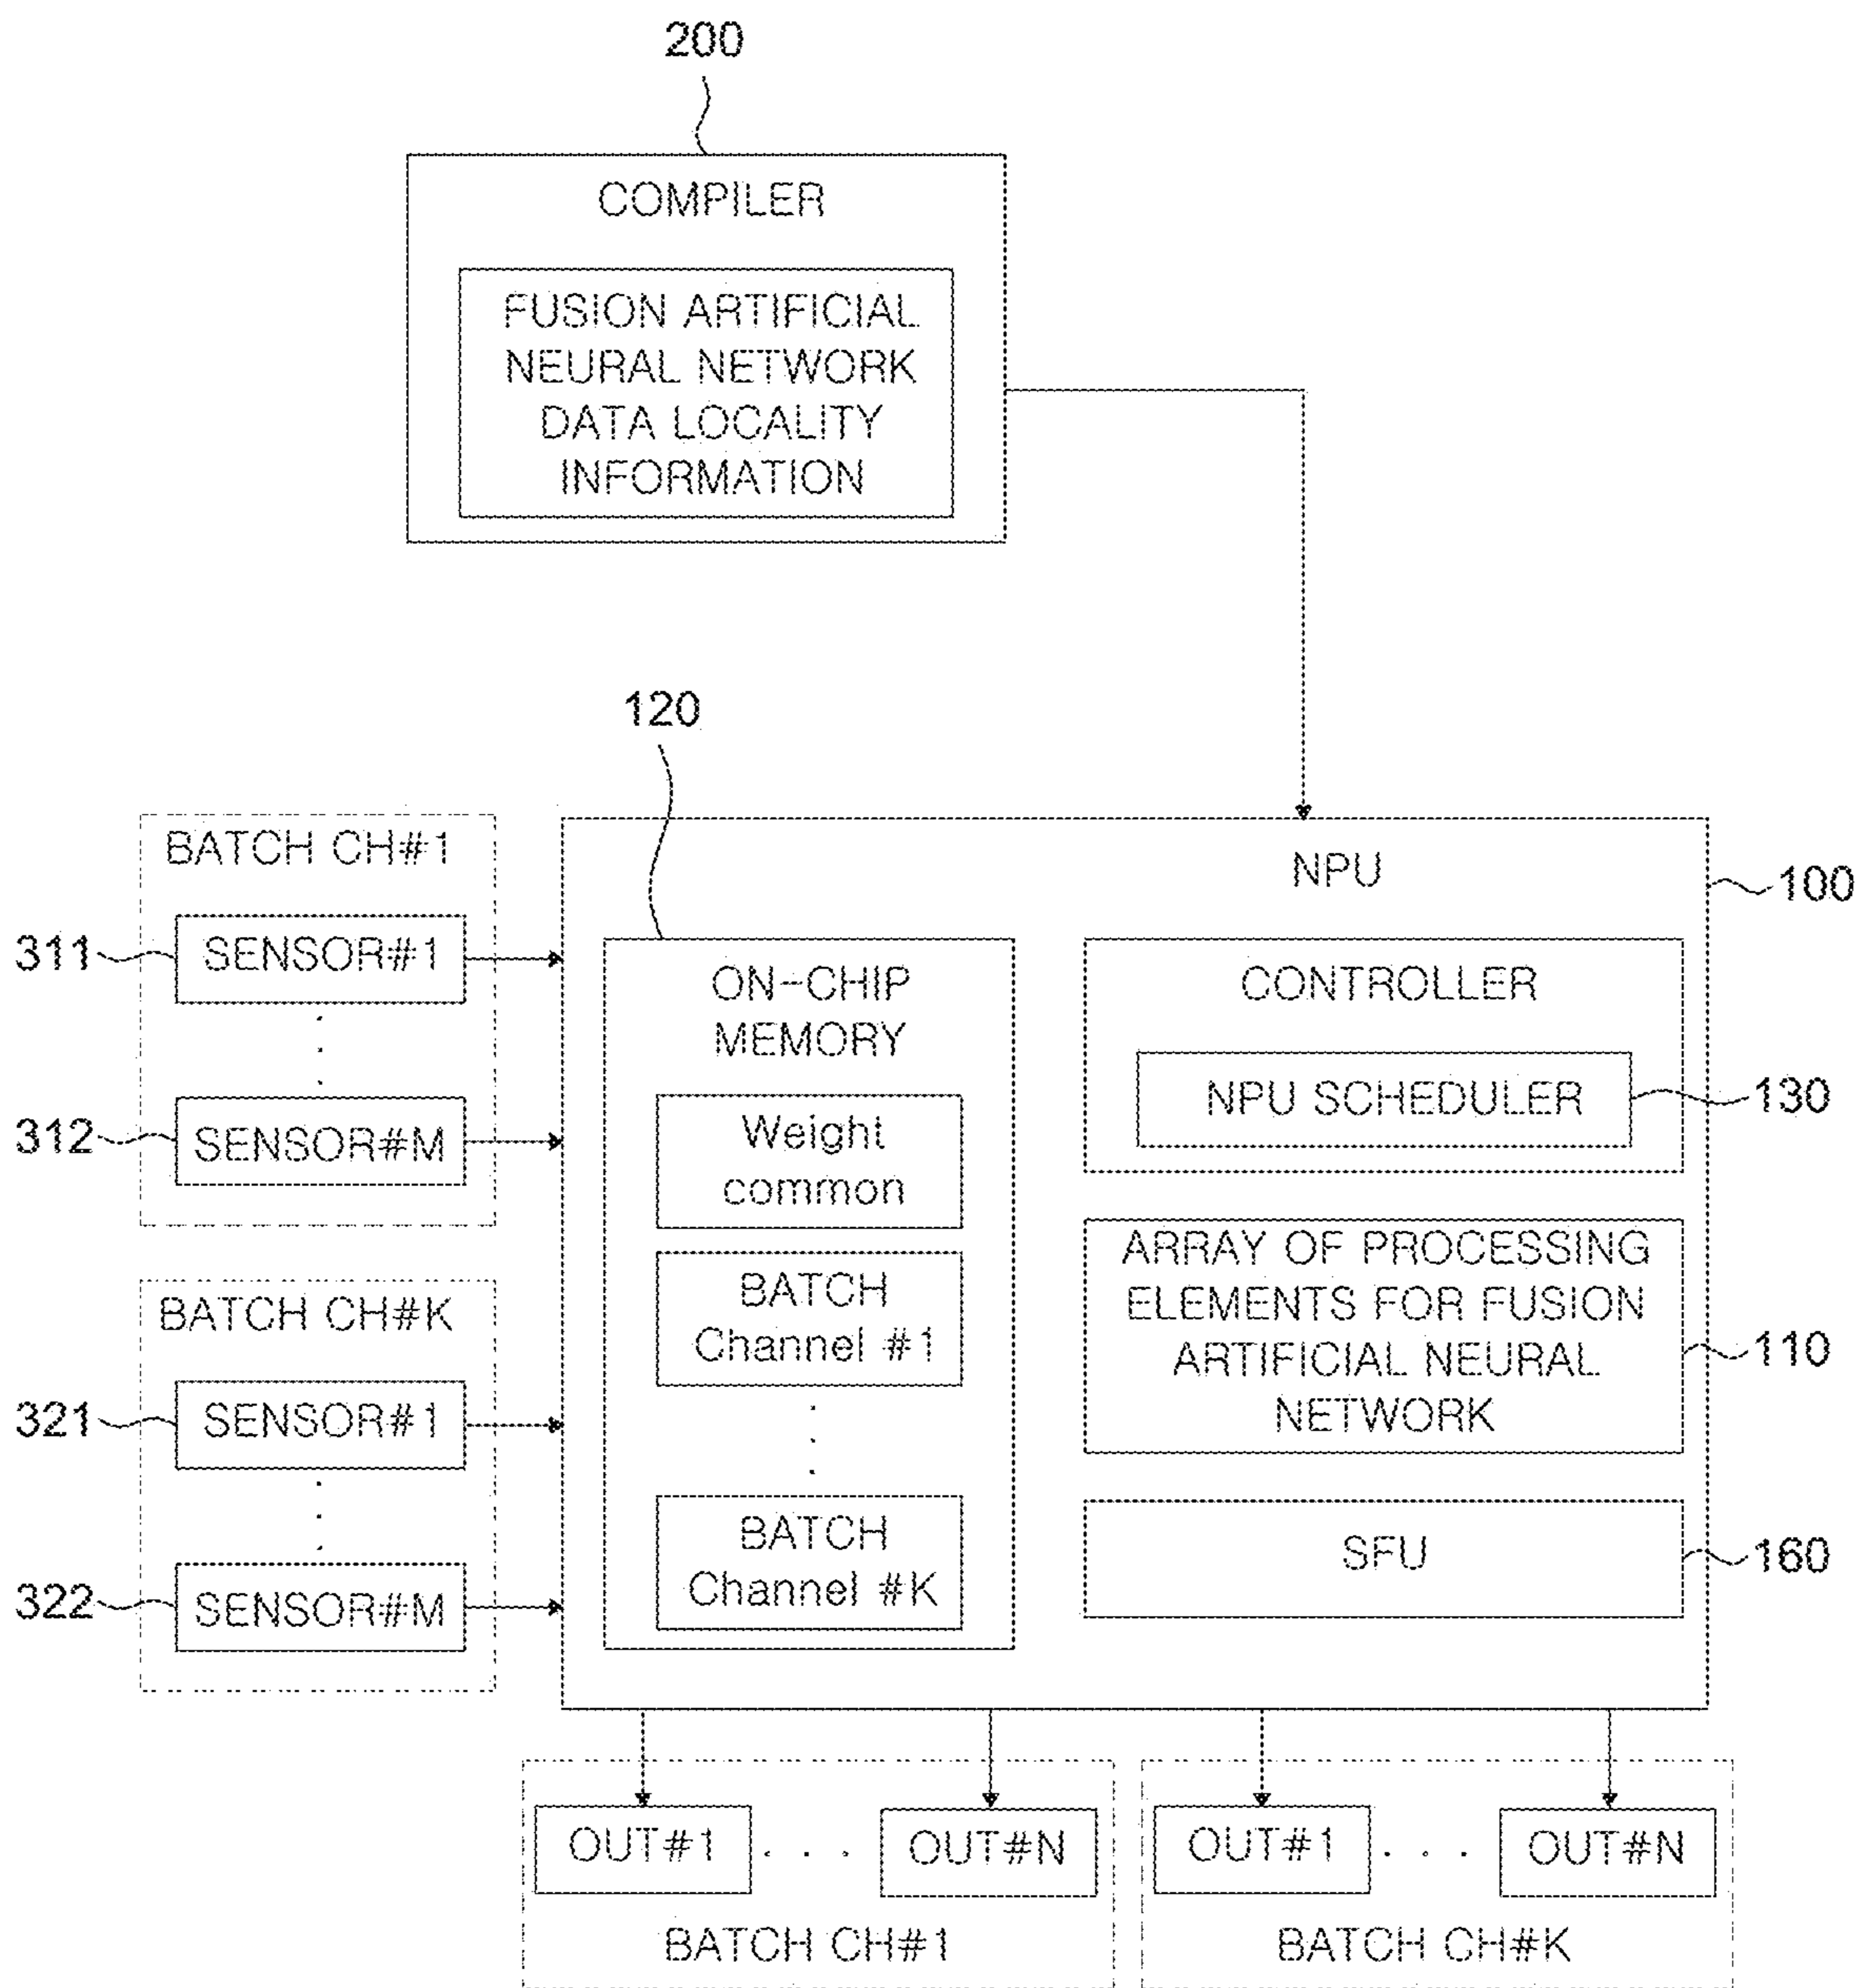 200
COMPILER
FUSION ARTIFICIAL
NEURAL NETWORK
DATA LOCALITY
INFORMATION
120
BATCH CH#1
311
SENSOR#1
312
SENSOR#M
BATCH CH#K
321
SENSOR#1
322
SENSOR#M
NPU
100
ON-CHIP
MEMORY
Weight
common
BATCH
Channel #1
BATCH
Channel #K
CONTROLLER
NPU SCHEDULER
130
ARRAY OF PROCESSING
ELEMENTS FOR FUSION
ARTIFICIAL NEURAL
NETWORK
110
SFU
160
OUT#1
. . .
OUT#N
BATCH CH#1
OUT#1
. . .
OUT#N
BATCH CH#K